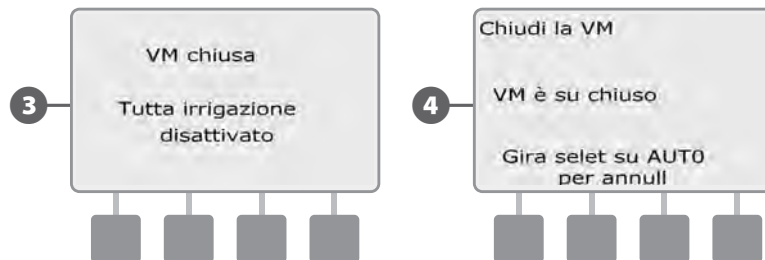 3
VM chiusa
Tutta irrigazione
disattivato
4
Chiudi la VM
VM è su chiuso
Gira selet su AUT0
per annull